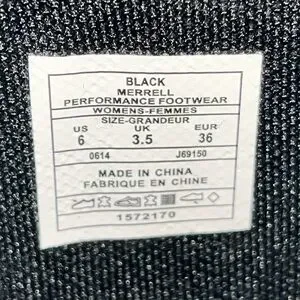 BLACK
MERRELL
PERFORMANCE FOOTWEAR
WOMENS-FEMMES
SIZE-GRANDEUR
US UK EUR
6 3.5 36
0614 J69150
MADE IN CHINA
FABRIQUE EN CHINE
1572170